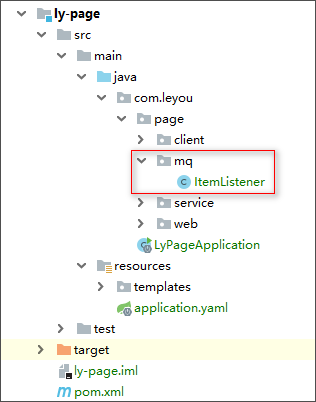 ly-page
src
main
java
com.leyou
page
client
mq
ItemListener
service
web
LyPageApplication
resources
templates
application.yaml
test
target
ly-page.iml
pom.xml